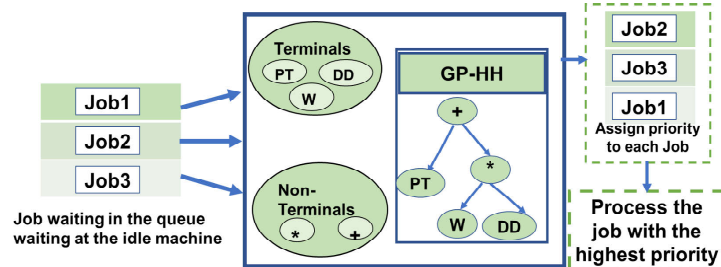 Job1
Job2
Job3
Job waiting in the queue
waiting at the idle machine
Terminals
PT
DD
W
Non-
Terminals
*
+
GP-HH
+
PT
*
W
DD
Job2
Job3
Job1
Assign priority
to each Job
Process the
job with the
highest priority